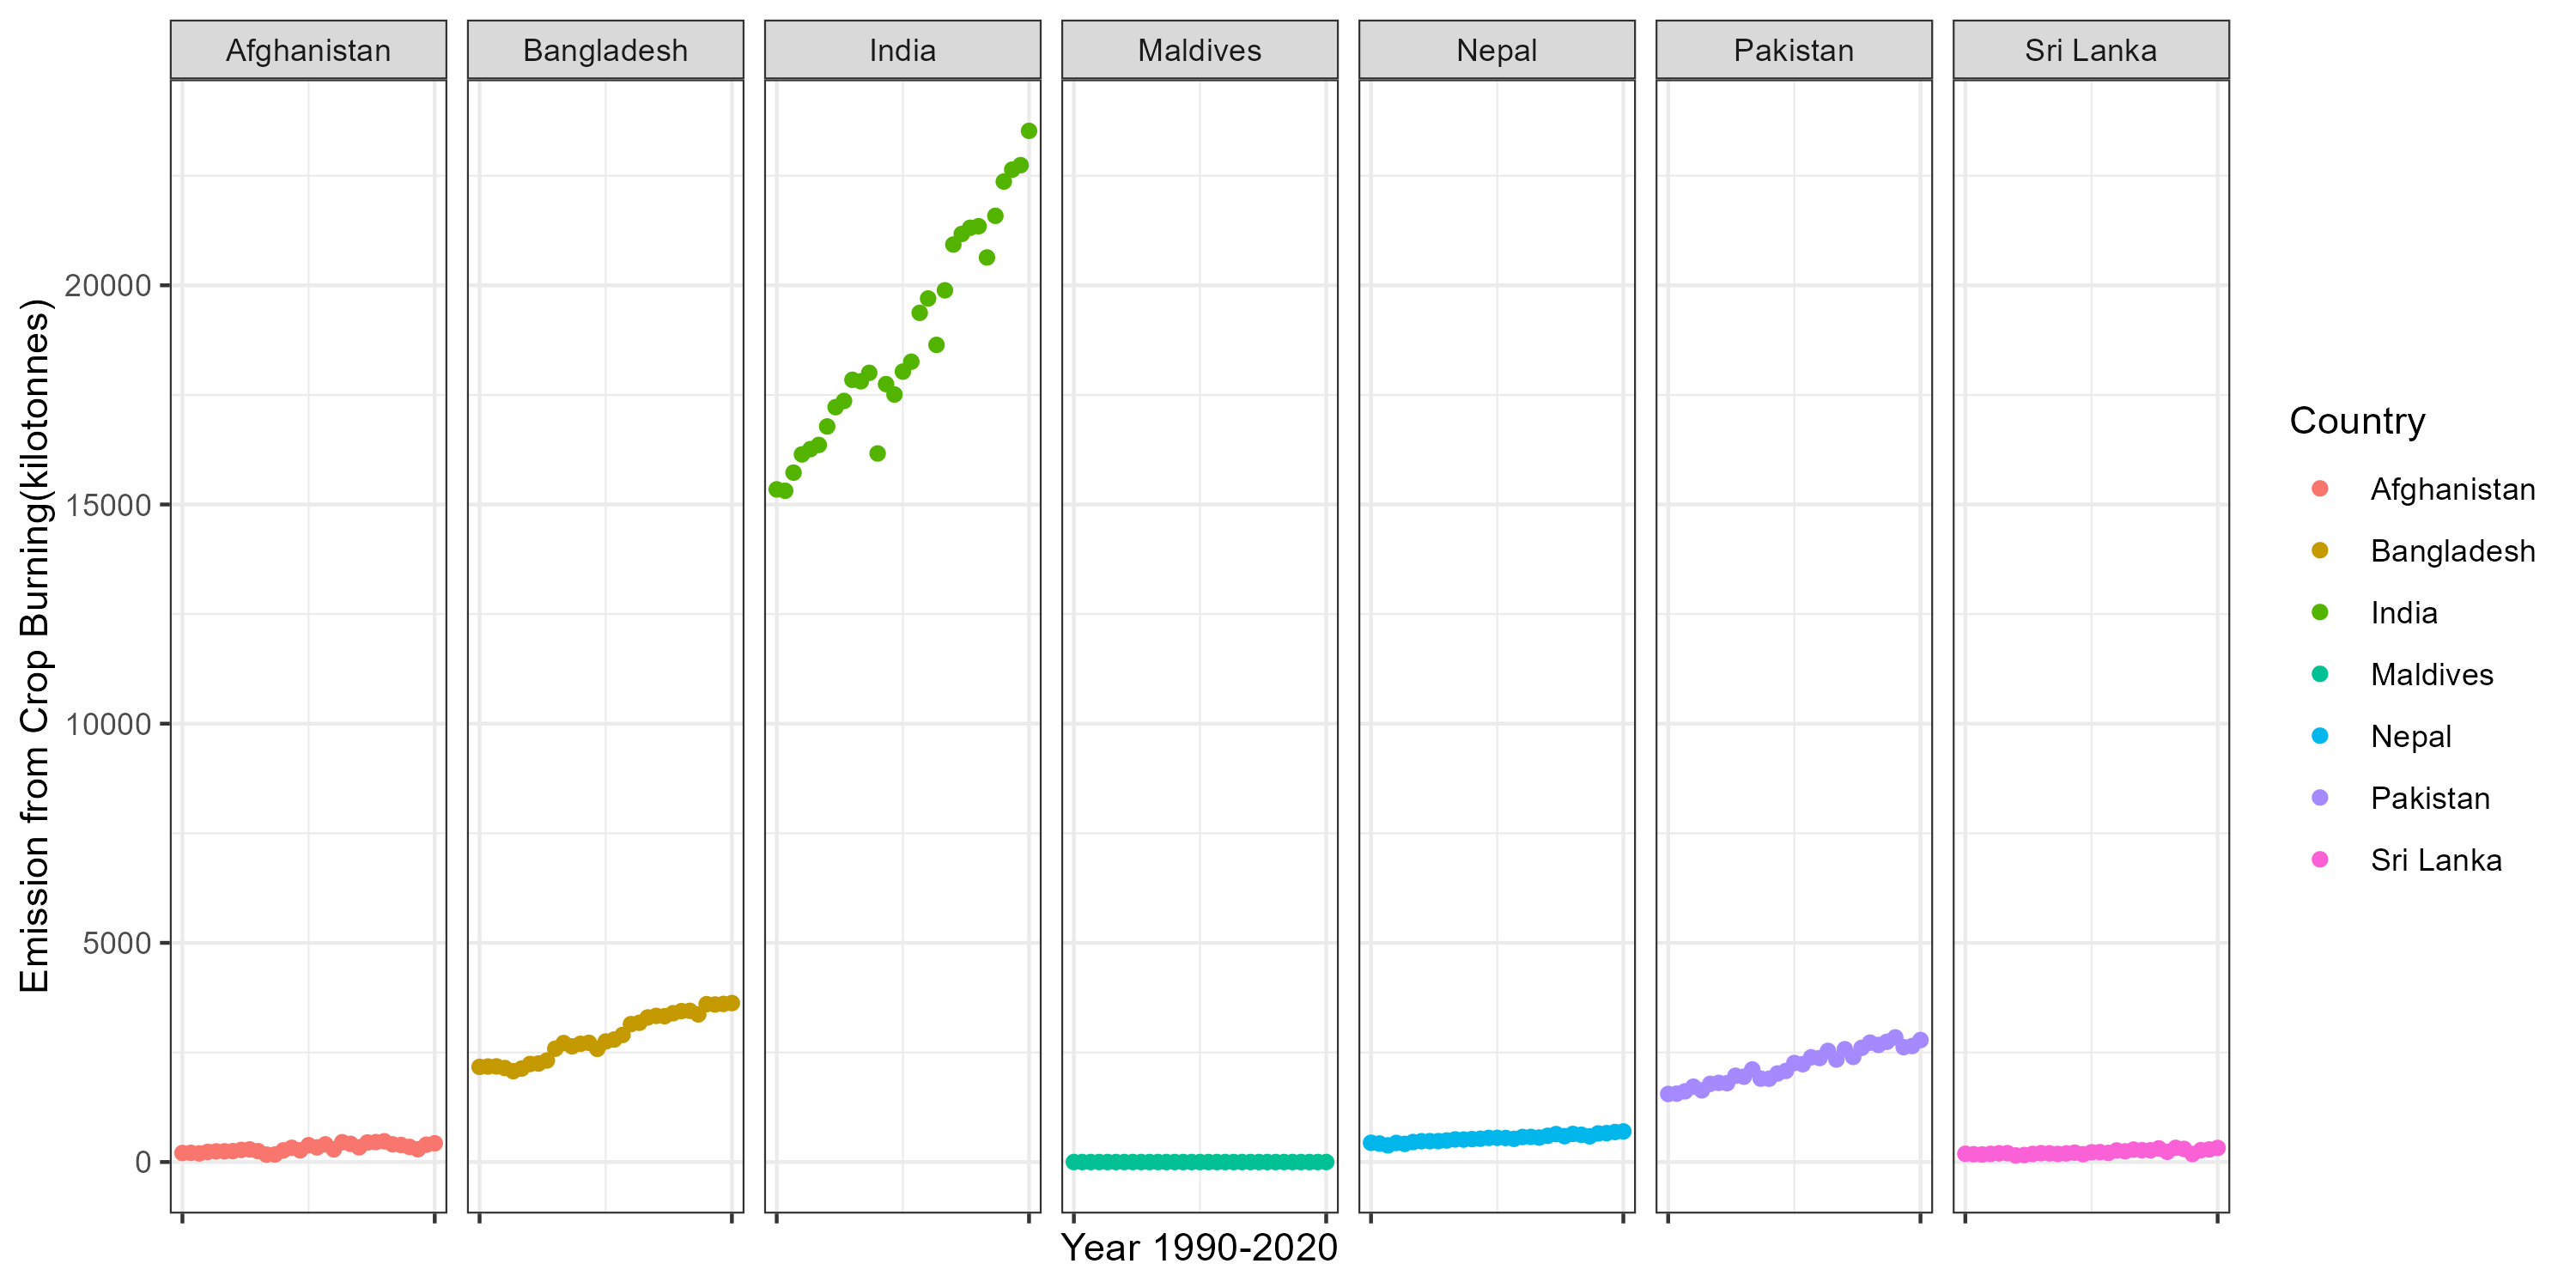 Afghanistan
Bangladesh
India
Maldives
Nepal
Pakistan
Sri Lanka
Emission from Crop Burning(kilotonnes)
20000
15000
10000
5000
0
Year 1990-2020
Country
Afghanistan
Bangladesh
India
Maldives
Nepal
Pakistan
Sri Lanka